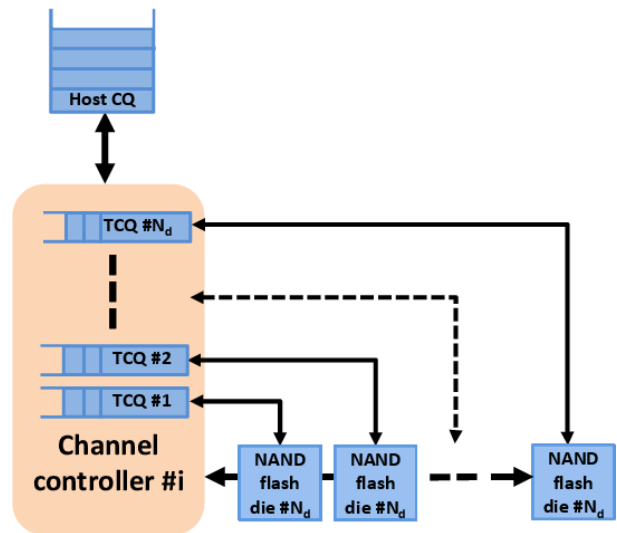 Host CQ
TCQ #Nd
TCQ #2
TCQ #1
Channel
controller #i
NAND
flash
die #Nd
NAND
flash
die #Nd
NAND
flash
die #Nd